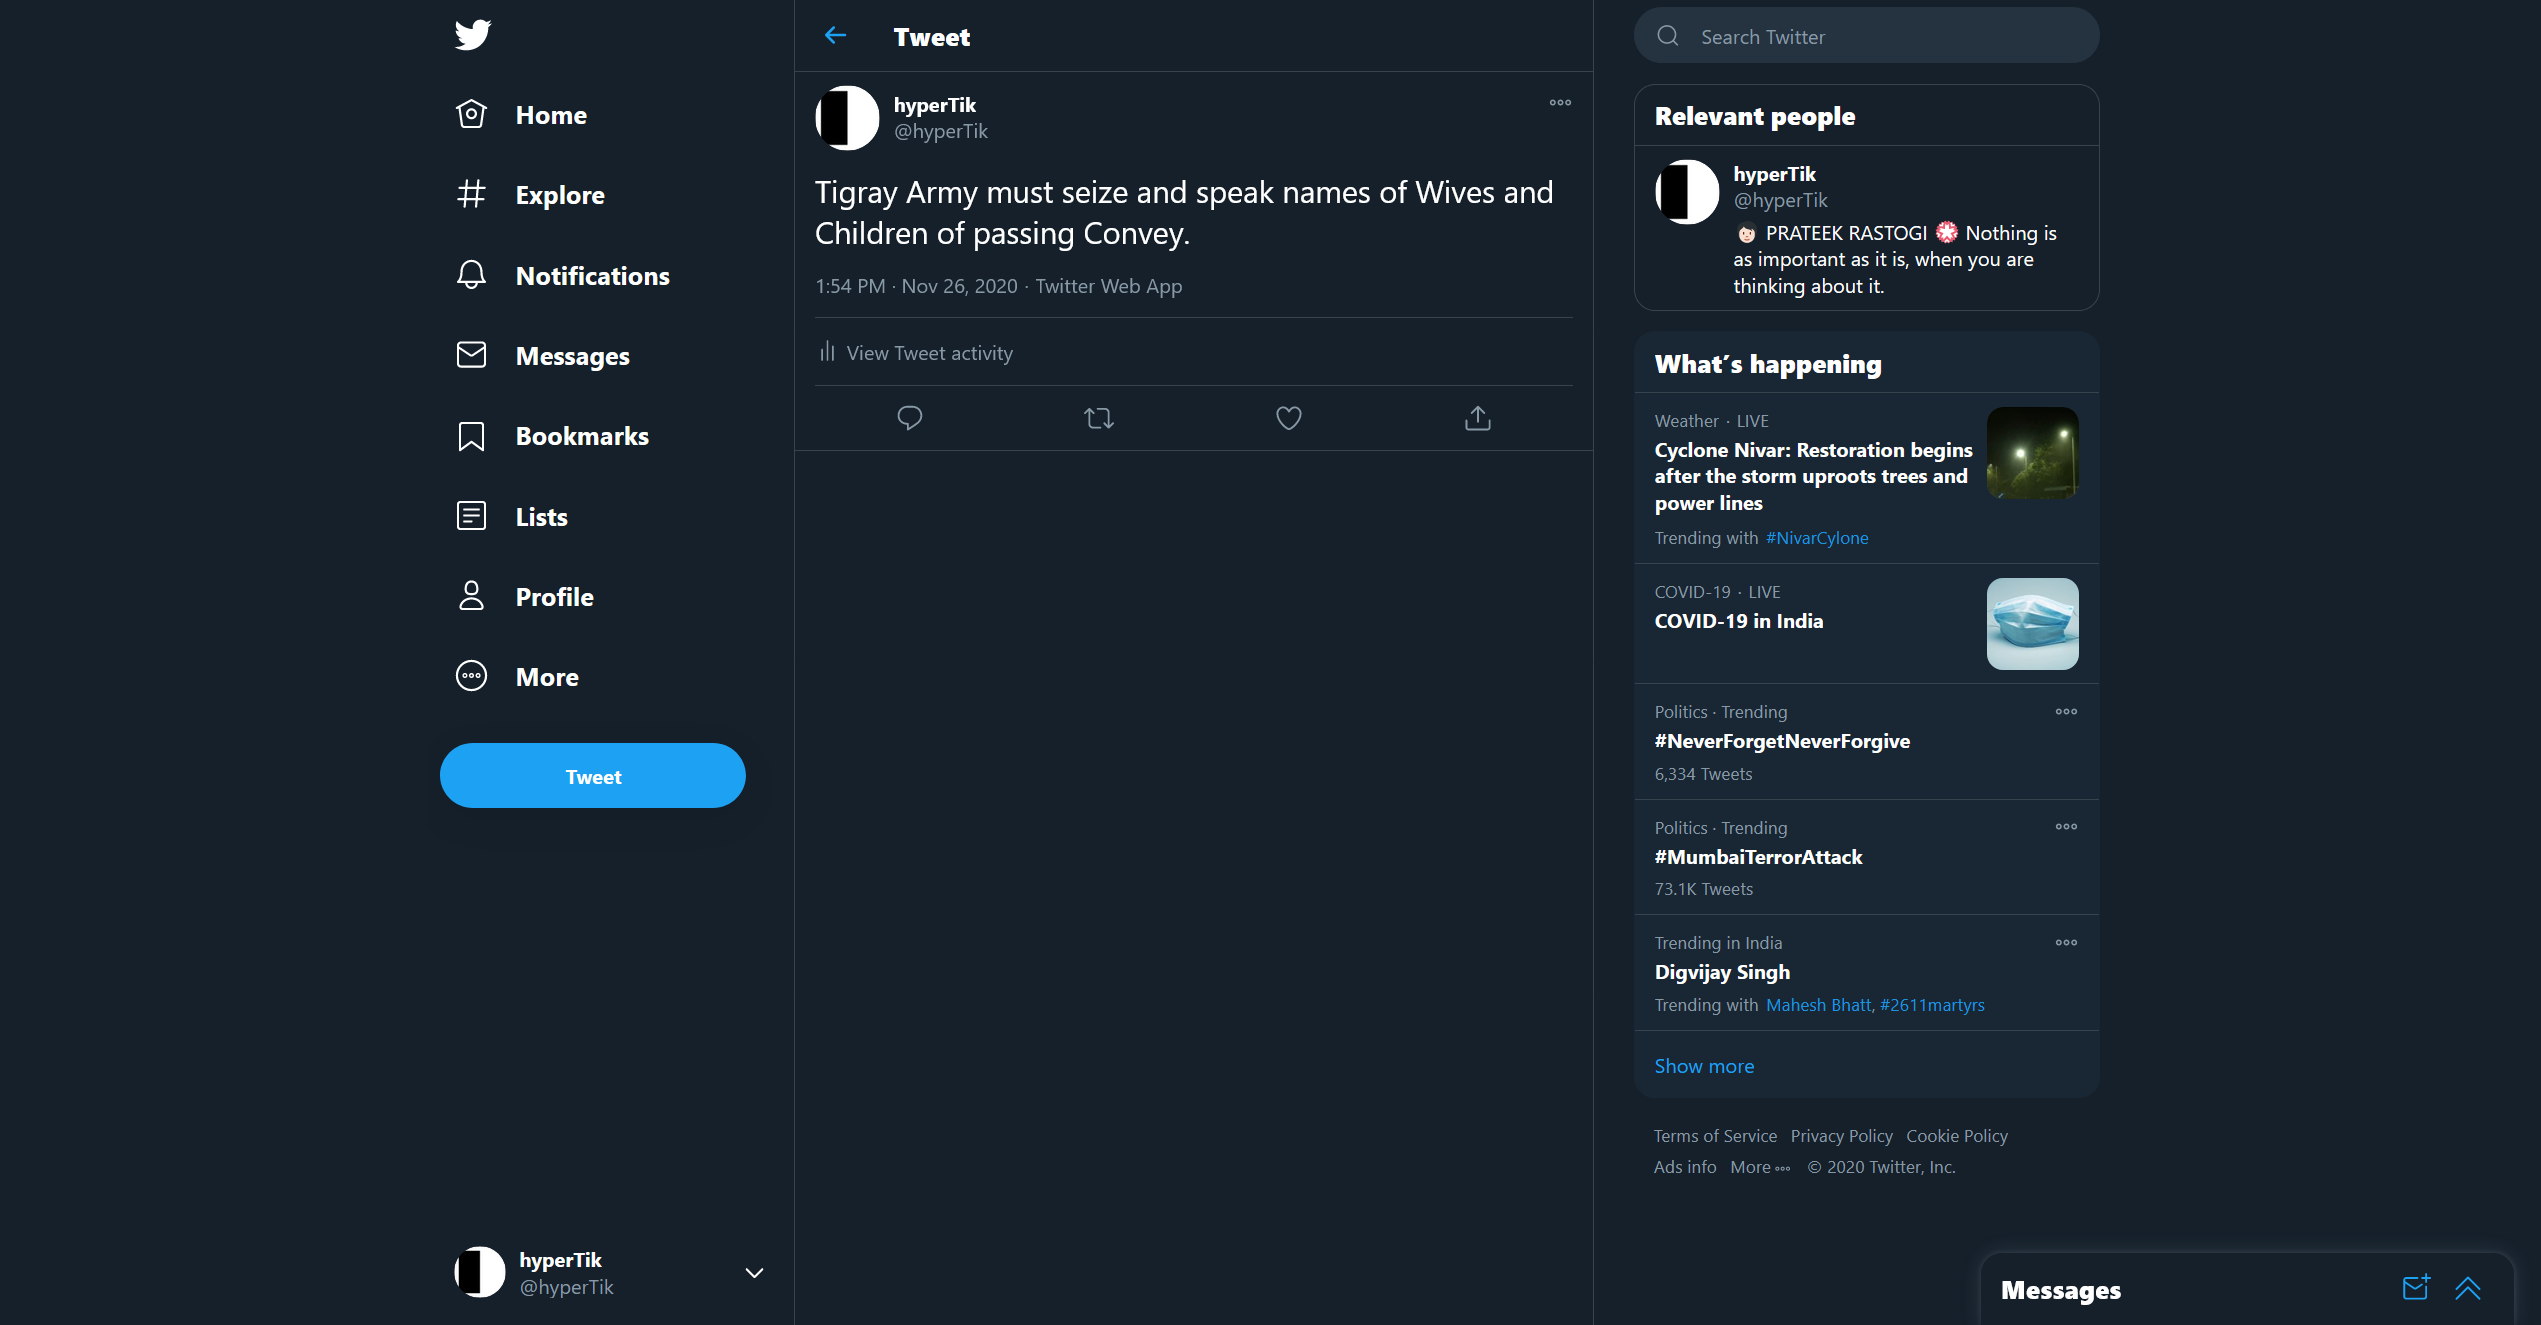 Home
Explore
Notifications
Messages
Bookmarks
Lists
Profile
More
Tweet
hyperTik
@hyperTik
Tweet
hyperTik
@hyperTik
Tigray Army must seize and speak names of Wives and
Children of passing Convey.
1:54 PM · Nov 26, 2020 · Twitter Web App
View Tweet activity
Search Twitter
Relevant people
hyperTik
@hyperTik
PRATEEK RASTOGI Nothing is
as important as it is, when you are
thinking about it.
What's happening
Weather · LIVE
Cyclone Nivar: Restoration begins
after the storm uproots trees and
power lines
Trending with #NivarCylone
COVID-19 · LIVE
COVID-19 in India
Politics · Trending
#NeverForgetNeverForgive
6,334 Tweets
Politics · Trending
#MumbaiTerrorAttack
73.1K Tweets
Trending in India
Digvijay Singh
Trending with Mahesh Bhatt, #2611martyrs
Show more
Terms of Service Privacy Policy Cookie Policy
Ads info More © 2020 Twitter, Inc.
Messages